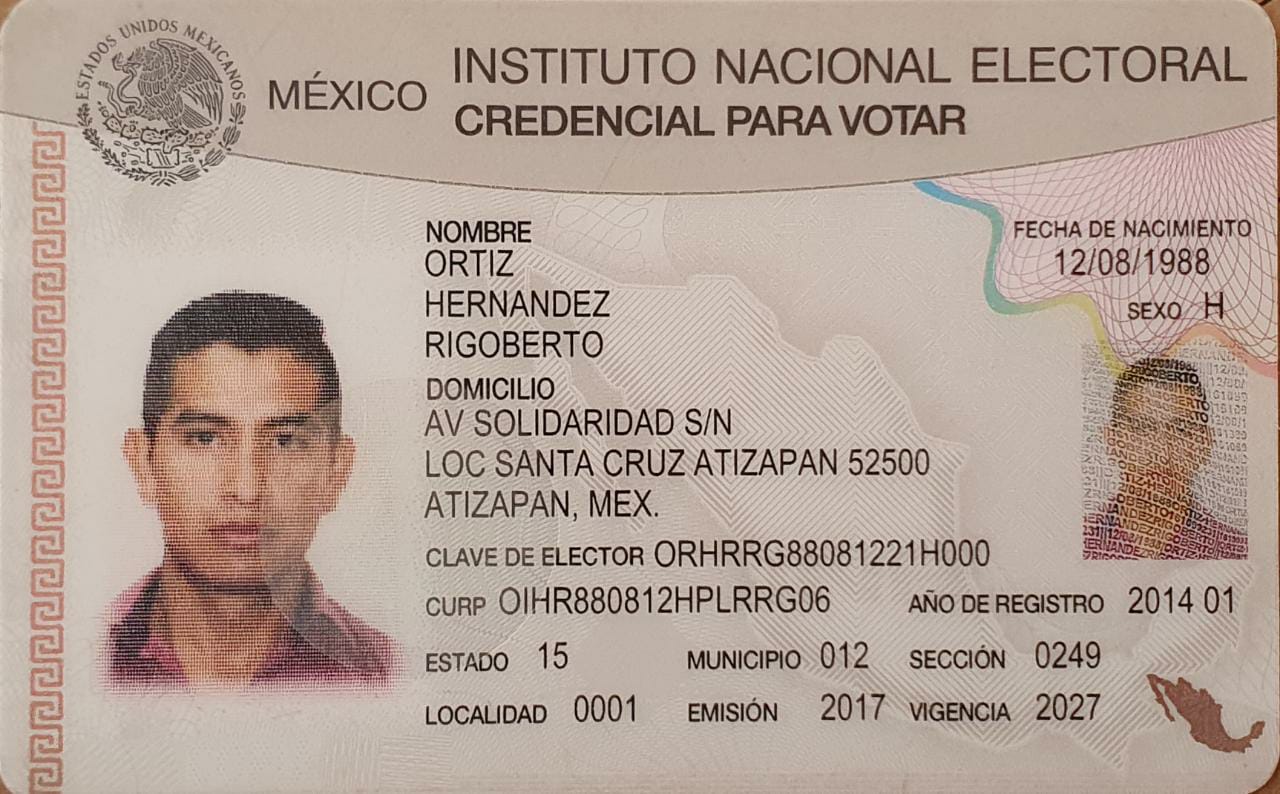 ESTADOS UNIDOS MEXICANOS
MÉXICO
INSTITUTO NACIONAL ELECTORAL
CREDENCIAL PARA VOTAR
NOMBRE
ORTIZ
HERNANDEZ
RIGOBERTO
FECHA DE NACIMIENTO
12/08/1988
SEXO H
DOMICILIO
AV SOLIDARIDAD S/N
LOC SANTA CRUZ ATIZAPAN 52500
ATIZAPAN, MEX.
CLAVE DE ELECTOR ORHRRG88081221H000
CURP OIHR880812HPLRRG06 AÑO DE REGISTRO 2014 01
ESTADO 15 MUNICIPIO 012 SECCIÓN 0249
LOCALIDAD 0001 EMISIÓN 2017 VIGENCIA 2027